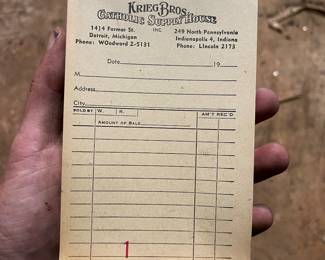 KRIEG BROS.
CATHOLIC SUPPLY HOUSE
INC.
1414 Farmer St.
Detroit, Michigan
Phone: WOodward 2-5131
249 North Pennsylvania
Indianapolis 4, Indiana
Phone: LIncoln 2173
Date 19
M
Address
City
SOLD BY W. R. AM'T REC'D
AMOUNT OF SALE
1